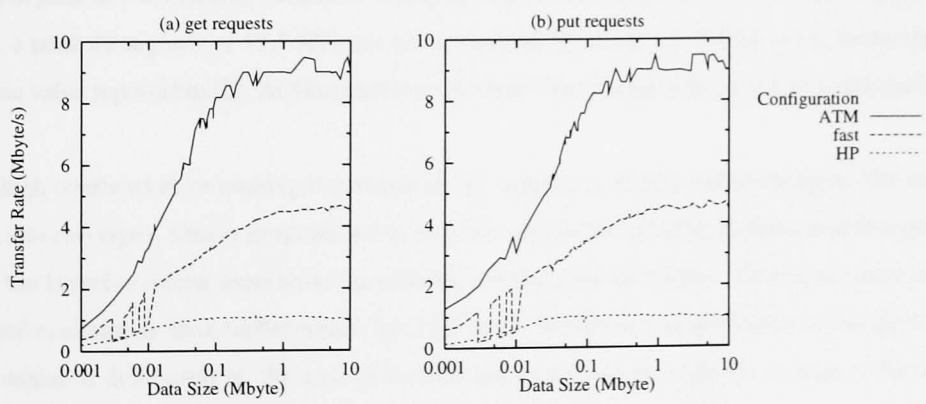 (a) get requests
(b) put requests
Transfer Rate (Mbyte/s)
10
8
6
4
2
0
0.001
0.01
0.1
1
10
Data Size (Mbyte)
10
8
6
4
2
0
0.001
0.01
0.1
1
10
Data Size (Mbyte)
Configuration
ATM
fast
HP